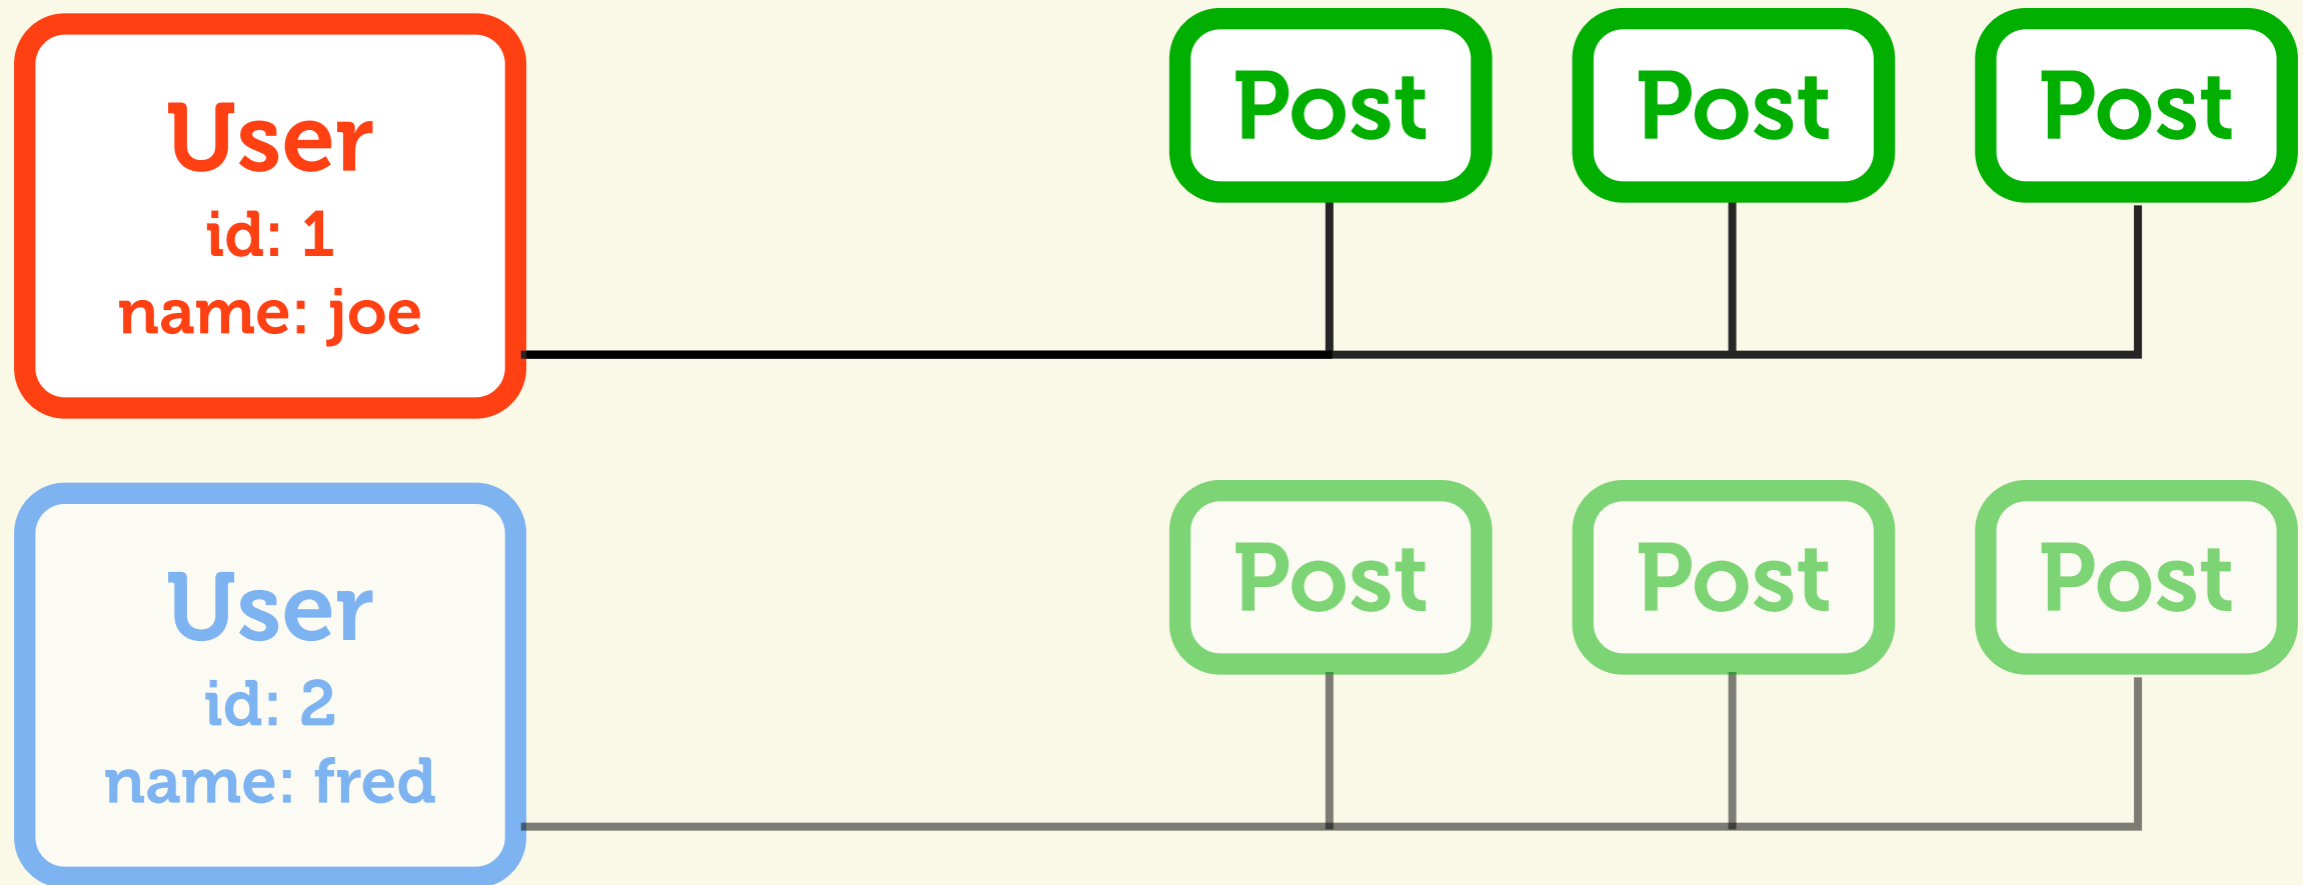 User
id: 1
name: joe
Post
Post
Post
User
id: 2
name: fred
Post
Post
Post